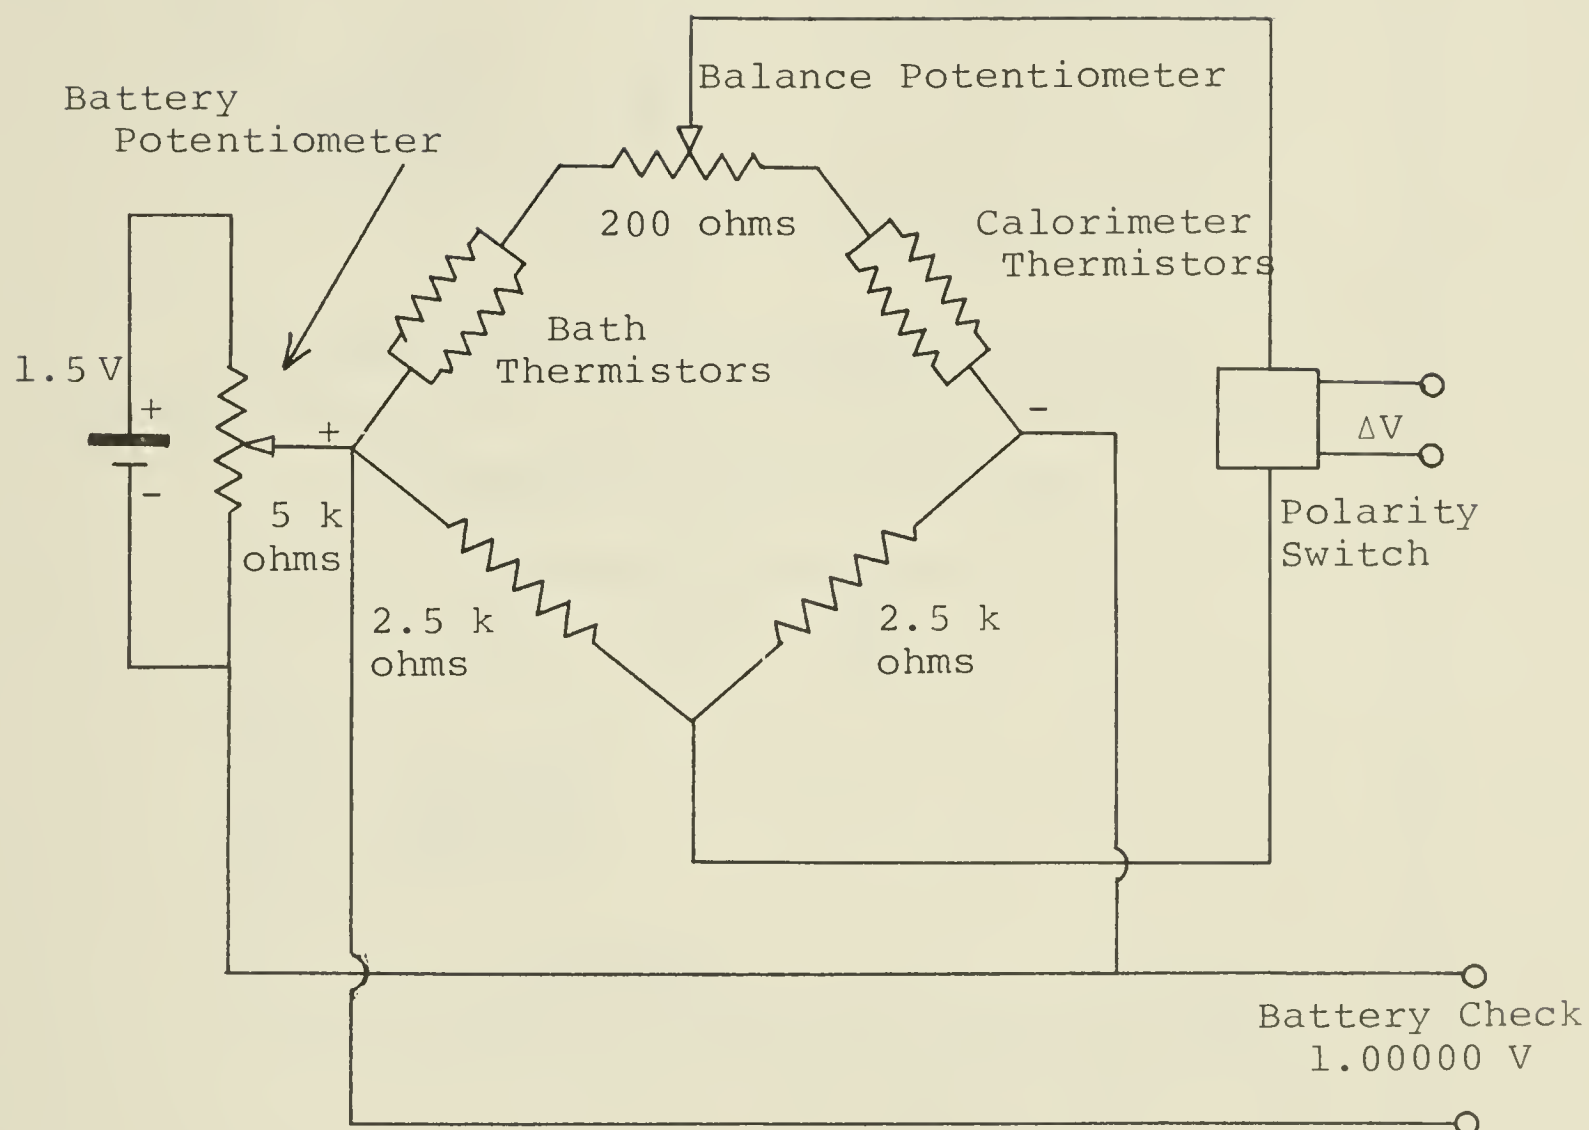 Balance Potentiometer
Battery
Potentiometer
200 ohms
Calorimeter
Thermistors
Bath
Thermistors
1.5 V
+
-
+
-
ΔV
5 k
ohms
Polarity
Switch
2.5 k
ohms
2.5 k
ohms
Battery Check
1.00000 V